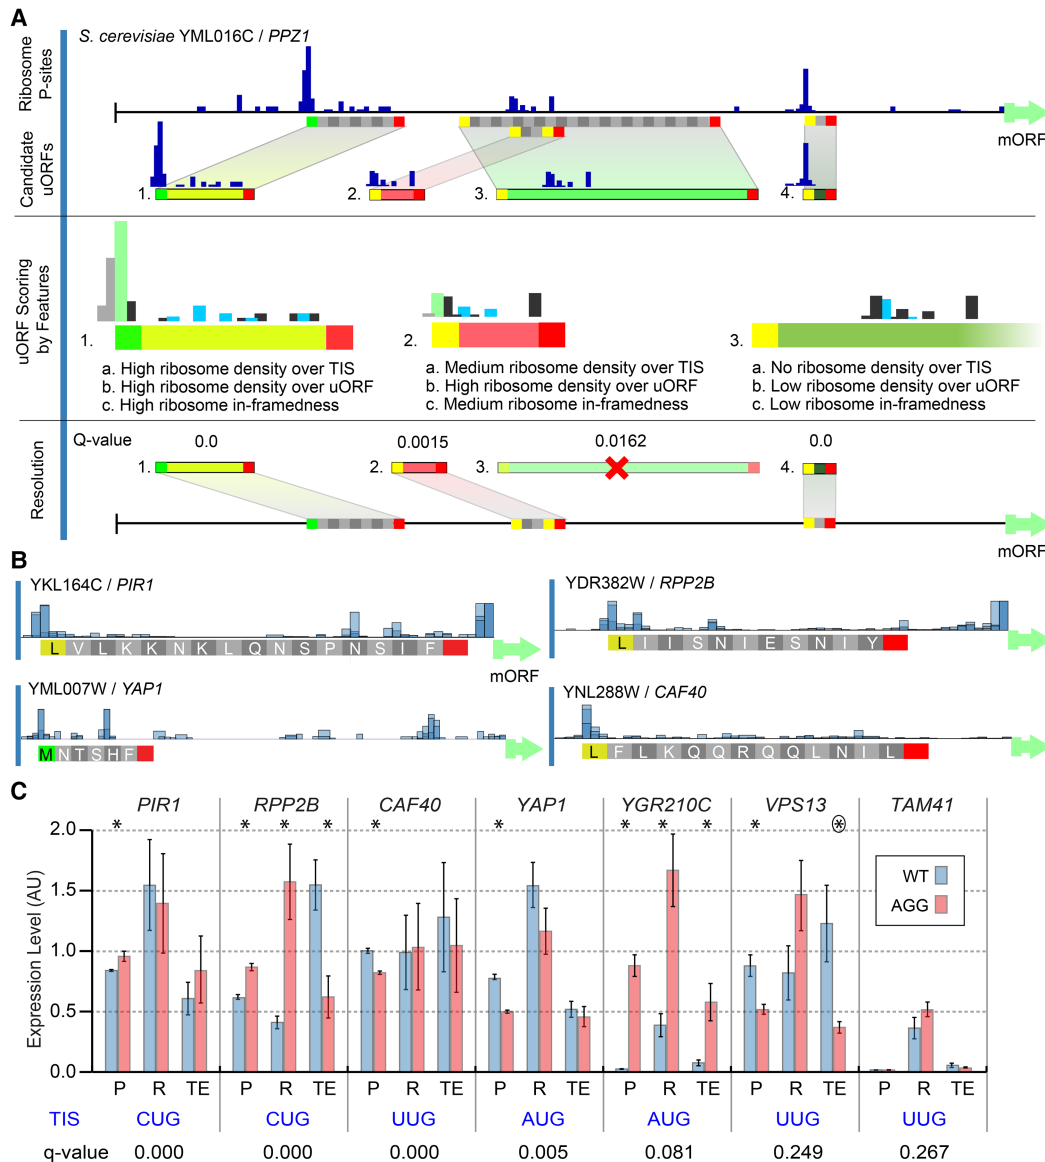 A
S. cerevisiae YML016C / PPZ1
Ribosome
P-sites
mORF
Candidate
uORFs
1.
2.
3.
4.
uORF Scoring
by Features
1.
2.
3.
a. High ribosome density over TIS
b. High ribosome density over uORF
c. High ribosome in-framedness
a. Medium ribosome density over TIS
b. High ribosome density over uORF
c. Medium ribosome in-framedness
a. No ribosome density over TIS
b. Low ribosome density over uORF
c. Low ribosome in-framedness
Resolution
Q-value 0.0 0.0015 0.0162 0.0
1.
2.
3.
4.
mORF
B
YKL164C / PIR1
L V L K K N K L Q N S P N S I F
mORF
YDR382W / RPP2B
L I I S N I E S N I Y
YML007W / YAP1
M N T S H F
YNL288W / CAF40
L F L K Q Q R Q Q L N I L
C
PIR1 RPP2B CAF40 YAP1 YGR210C VPS13 TAM41
* * * * * * * * * * *
Expression Level (AU)
2.0
1.5
1.0
0.5
0.0
WT
AGG
P R TE P R TE P R TE P R TE P R TE P R TE P R TE
TIS CUG CUG UUG AUG AUG UUG UUG
q-value 0.000 0.000 0.000 0.005 0.081 0.249 0.267